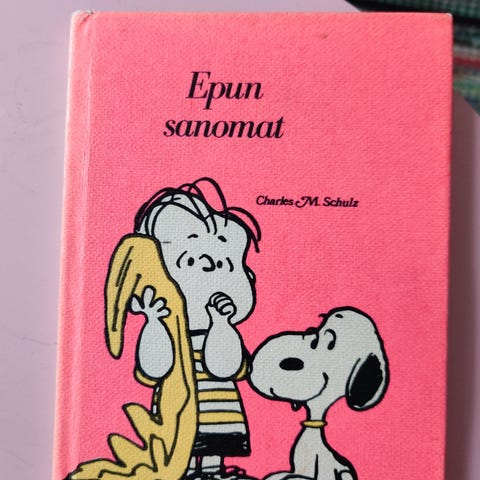 Epun
sanomat
Charles M. Schulz